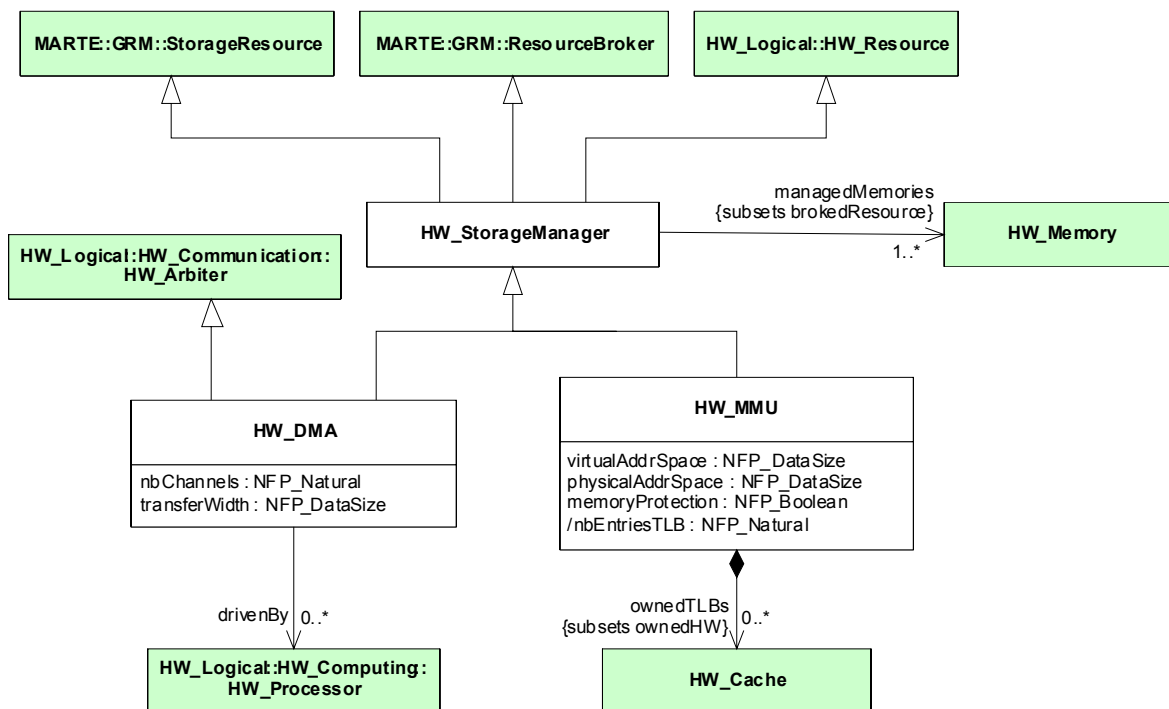 MARTE::GRM::StorageResource
MARTE::GRM::ResourceBroker
HW_Logical::HW_Resource
managedMemories
{subsets brokedResource}
1..*
HW_StorageManager
HW_Memory
HW_Logical::HW_Communication::
HW_Arbiter
HW_DMA
nbChannels : NFP_Natural
transferWidth : NFP_DataSize
HW_MMU
virtualAddrSpace : NFP_DataSize
physicalAddrSpace : NFP_DataSize
memoryProtection : NFP_Boolean
/nbEntriesTLB : NFP_Natural
drivenBy 0..*
ownedTLBs
{subsets ownedHW} 0..*
HW_Logical::HW_Computing::
HW_Processor
HW_Cache